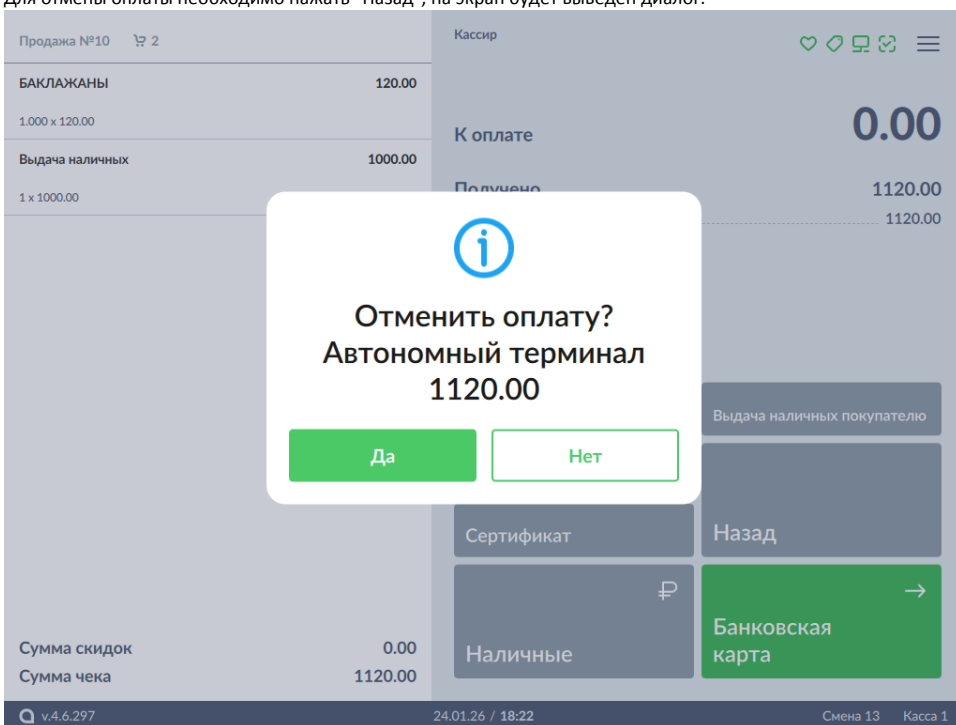 Для отмены оплаты необходимо нажать "Назад", на экран будет выведен диалог:
Продажа №10 2
Кассир
БАКЛАЖАНЫ 120.00
1.000 x 120.00
К оплате 0.00
Выдача наличных 1000.00
1 x 1000.00
Получено 1120.00
1120.00
Отменить оплату?
Автономный терминал
1120.00
Да Нет
Выдача наличных покупателю
Сертификат
Назад
Наличные
₽
Банковская
карта
Сумма скидок 0.00
Сумма чека 1120.00
v.4.6.297 24.01.26 / 18:22 Смена 13 Касса 1